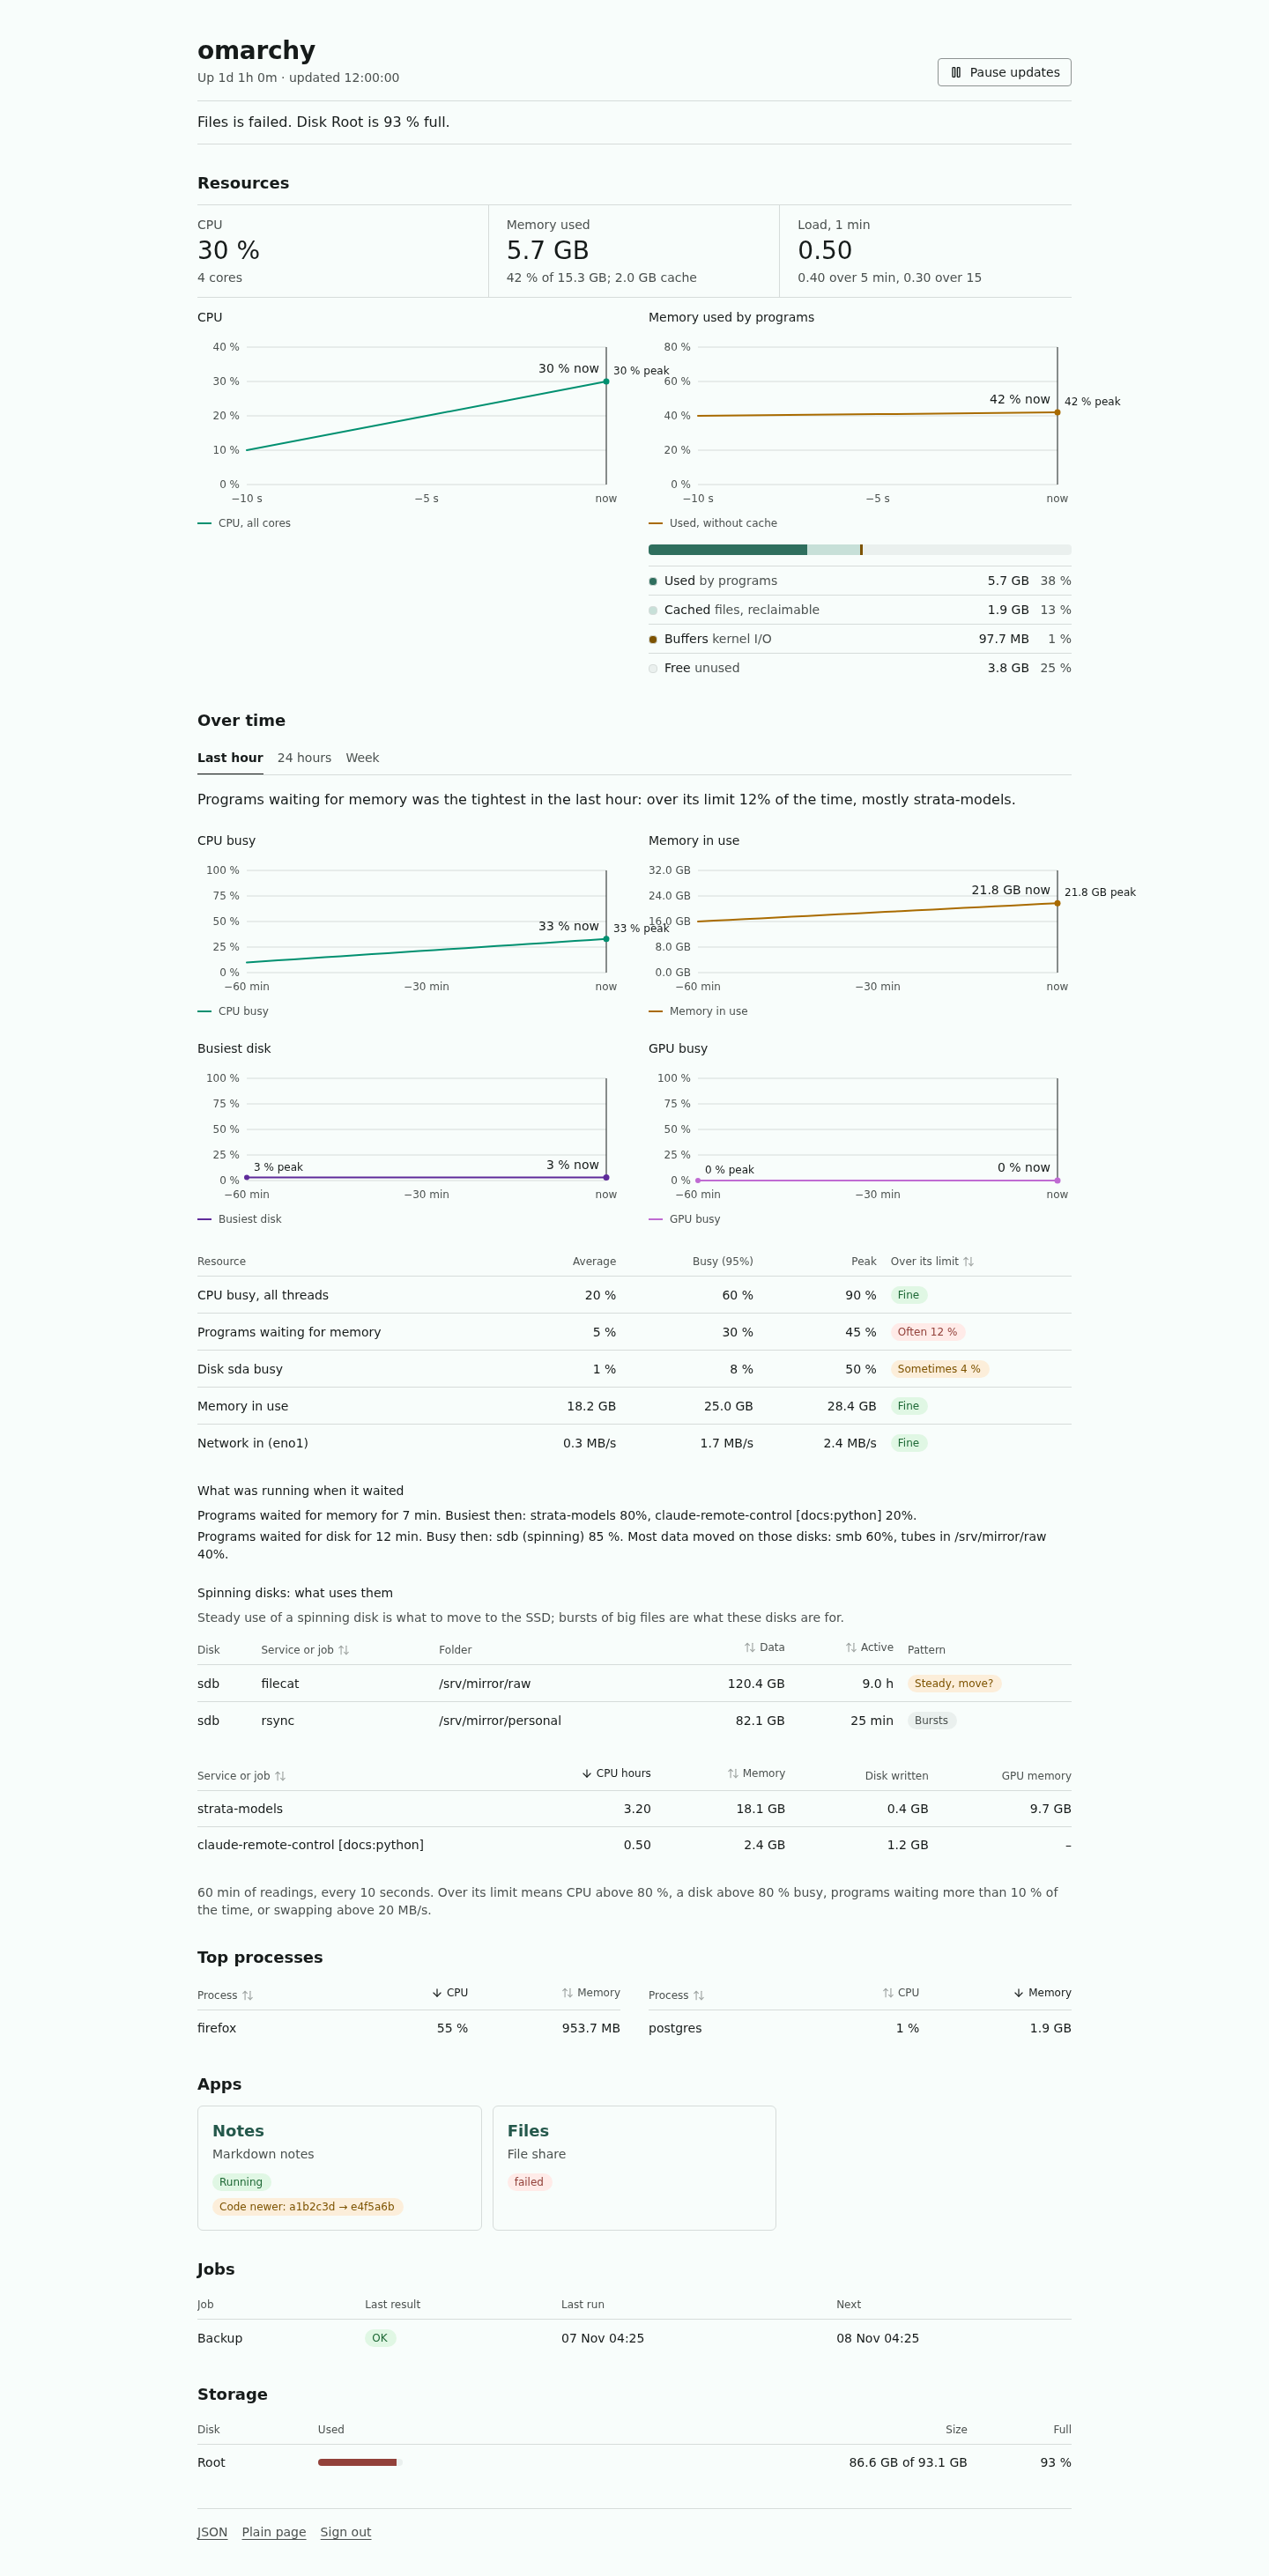 omarchy
Up 1d 1h 0m · updated 12:00:00
Pause updates
Files is failed. Disk Root is 93 % full.
Resources
CPU
30 %
4 cores
Memory used
5.7 GB
42 % of 15.3 GB; 2.0 GB cache
Load, 1 min
0.50
0.40 over 5 min, 0.30 over 15
CPU
40 %
30 %
20 %
10 %
0 %
30 % now
30 % peak
−10 s
−5 s
now
CPU, all cores
Memory used by programs
80 %
60 %
40 %
20 %
0 %
42 % now
42 % peak
−10 s
−5 s
now
Used, without cache
Used by programs 5.7 GB 38 %
Cached files, reclaimable 1.9 GB 13 %
Buffers kernel I/O 97.7 MB 1 %
Free unused 3.8 GB 25 %
Over time
Last hour 24 hours Week
Programs waiting for memory was the tightest in the last hour: over its limit 12% of the time, mostly strata-models.
CPU busy
100 %
75 %
50 %
25 %
0 %
33 % now
33 % peak
−60 min
−30 min
now
CPU busy
Memory in use
32.0 GB
24.0 GB
16.0 GB
8.0 GB
0.0 GB
21.8 GB now
21.8 GB peak
−60 min
−30 min
now
Memory in use
Busiest disk
100 %
75 %
50 %
25 %
0 %
3 % peak
3 % now
−60 min
−30 min
now
Busiest disk
GPU busy
100 %
75 %
50 %
25 %
0 %
0 % peak
0 % now
−60 min
−30 min
now
GPU busy
Resource Average Busy (95%) Peak Over its limit
CPU busy, all threads 20 % 60 % 90 % Fine
Programs waiting for memory 5 % 30 % 45 % Often 12 %
Disk sda busy 1 % 8 % 50 % Sometimes 4 %
Memory in use 18.2 GB 25.0 GB 28.4 GB Fine
Network in (eno1) 0.3 MB/s 1.7 MB/s 2.4 MB/s Fine
What was running when it waited
Programs waited for memory for 7 min. Busiest then: strata-models 80%, claude-remote-control [docs:python] 20%.
Programs waited for disk for 12 min. Busy then: sdb (spinning) 85 %. Most data moved on those disks: smb 60%, tubes in /srv/mirror/raw
40%.
Spinning disks: what uses them
Steady use of a spinning disk is what to move to the SSD; bursts of big files are what these disks are for.
Disk Service or job Folder Data Active Pattern
sdb filecat /srv/mirror/raw 120.4 GB 9.0 h Steady, move?
sdb rsync /srv/mirror/personal 82.1 GB 25 min Bursts
Service or job CPU hours Memory Disk written GPU memory
strata-models 3.20 18.1 GB 0.4 GB 9.7 GB
claude-remote-control [docs:python] 0.50 2.4 GB 1.2 GB –
60 min of readings, every 10 seconds. Over its limit means CPU above 80 %, a disk above 80 % busy, programs waiting more than 10 % of
the time, or swapping above 20 MB/s.
Top processes
Process CPU Memory
firefox 55 % 953.7 MB
Process CPU Memory
postgres 1 % 1.9 GB
Apps
Notes
Markdown notes
Running
Code newer: a1b2c3d → e4f5a6b
Files
File share
failed
Jobs
Job Last result Last run Next
Backup OK 07 Nov 04:25 08 Nov 04:25
Storage
Disk Used Size Full
Root 86.6 GB of 93.1 GB 93 %
JSON Plain page Sign out